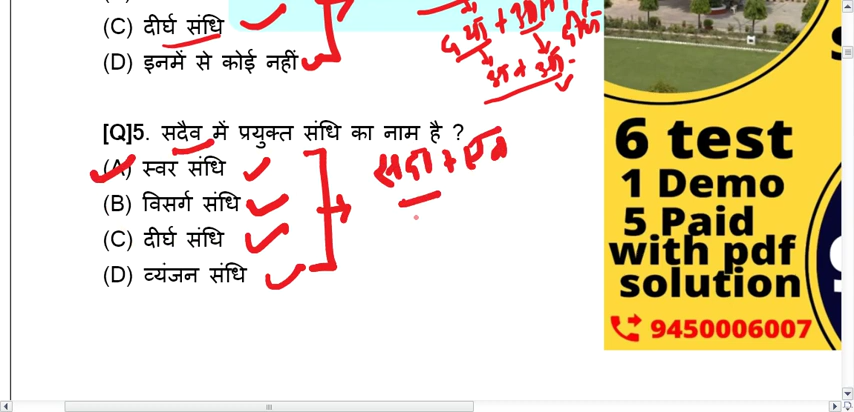 (C) दीर्घ संधि
(D) इनमें से कोई नहीं
[Q]5. सदैव में प्रयुक्त संधि का नाम है ?
(A) स्वर संधि
(B) विसर्ग संधि
(C) दीर्घ संधि
(D) व्यंजन संधि
सदा + एव
6 test
1 Demo
5 Paid
with pdf
solution
9450006007